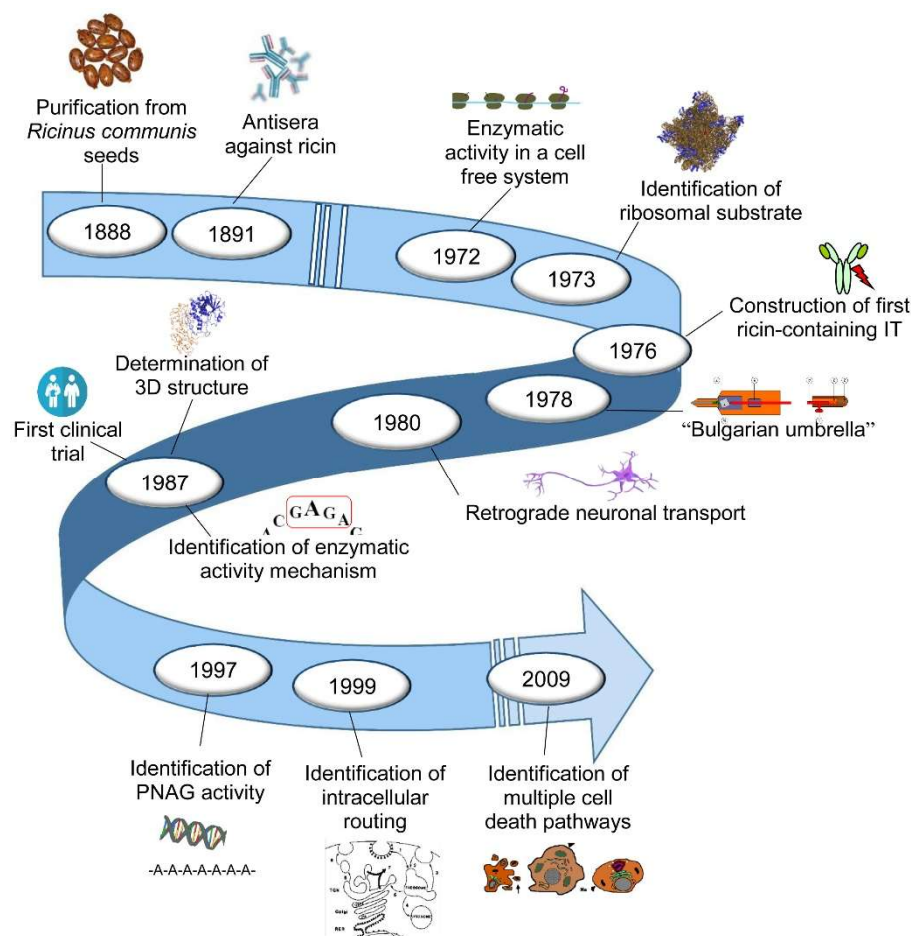 Purification from
Ricinus communis
seeds
Antisera
against ricin
Enzymatic
activity in a cell
free system
Identification of
ribosomal substrate
1888
1891
1972
1973
Construction of first
ricin-containing IT
1976
Determination of
3D structure
First clinical
trial
1978
“Bulgarian umbrella”
1980
1987
Retrograde neuronal transport
A C G A G A C
Identification of enzymatic
activity mechanism
1997
1999
2009
Identification of
PNAG activity
-A-A-A-A-A-A-A-
Identification of
intracellular
routing
TGN
Golgi
RER
Identification of
multiple cell
death pathways